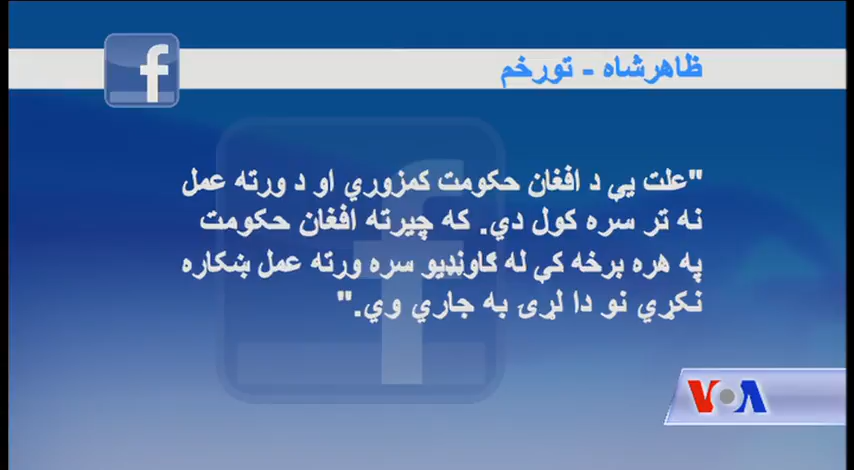 ظاهرشاه - تورخم
"علت يې د افغان حکومت کمزوري او د ورته عمل
نه تر سره کول دي. که چيرته افغان حکومت
په هره برخه کې له ګاونډيو سره ورته عمل ښکاره
نکړي نو دا لړۍ به جاري وي."
VOA